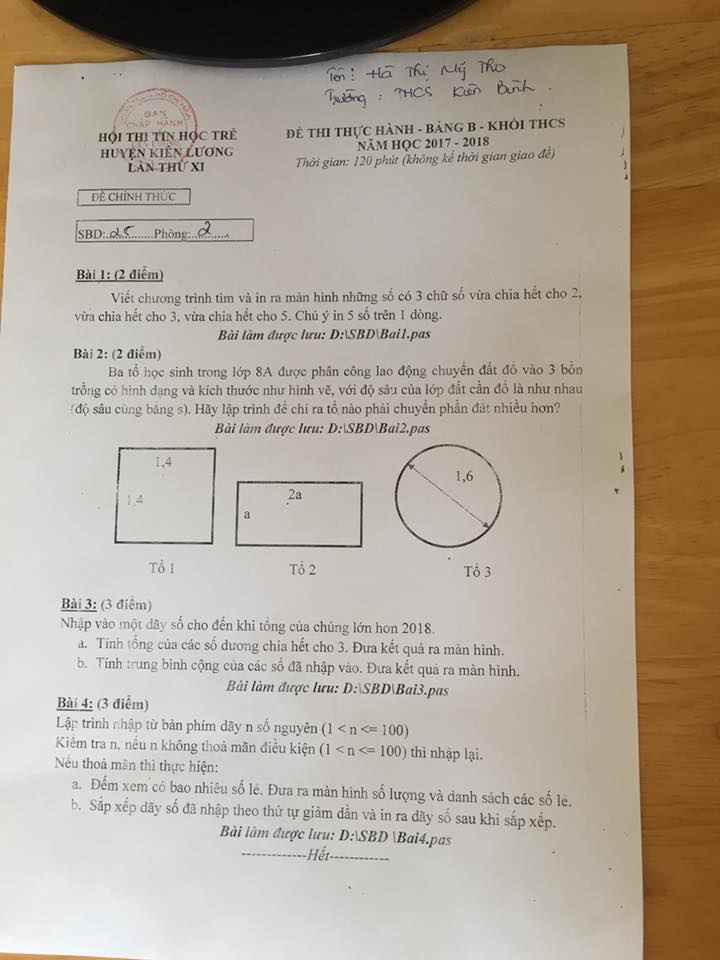 Tên: Hà Thị Mỹ Thơ
Trường: THCS Kiên Bình.
BAN
CHẤP HÀNH
HỘI THI TIN HỌC TRẺ
HUYỆN KIÊN LƯƠNG
LẦN THỨ XI
ĐỀ THI THỰC HÀNH - BẢNG B - KHỐI THCS
NĂM HỌC 2017 - 2018
Thời gian: 120 phút (không kể thời gian giao đề)
ĐỀ CHÍNH THỨC
SBD:..25......Phòng:..2......
Bài 1: (2 điểm)
Viết chương trình tìm và in ra màn hình những số có 3 chữ số vừa chia hết cho 2,
vừa chia hết cho 3, vừa chia hết cho 5. Chú ý in 5 số trên 1 dòng.
Bài làm được lưu: D:\SBD\Bai1.pas
Bài 2: (2 điểm)
Ba tổ học sinh trong lớp 8A được phân công lao động chuyển đất đổ vào 3 bồn
trồng có hình dạng và kích thước như hình vẽ, với độ sâu của lớp đất cần đổ là như nhau
(độ sâu cùng bằng s). Hãy lập trình để chỉ ra tổ nào phải chuyển phần đất nhiều hơn?
Bài làm được lưu: D:\SBD\Bai2.pas
1,4
1,4
2a
a
1,6
Tổ 1
Tổ 2
Tổ 3
Bài 3: (3 điểm)
Nhập vào một dãy số cho đến khi tổng của chúng lớn hon 2018.
a. Tính tổng của các số dương chia hết cho 3. Đưa kết quả ra màn hình.
b. Tính trung bình cộng của các số đã nhập vào. Đưa kết quả ra màn hình.
Bài làm được lưu: D:\SBD\Bai3.pas
Bài 4: (3 điểm)
Lập trình nhập từ bàn phím dãy n số nguyên (1 < n <= 100)
Kiểm tra n, nếu n không thoả mãn điều kiện (1 < n <= 100) thì nhập lại.
Nếu thoả mãn thì thực hiện:
a. Đếm xem có bao nhiêu số lẻ. Đưa ra màn hình số lượng và danh sách các số lẻ.
b. Sắp xếp dãy số đã nhập theo thứ tự giảm dần và in ra dãy số sau khi sắp xếp.
Bài làm được lưu: D:\SBD \Bai4.pas
-------------Hết------------